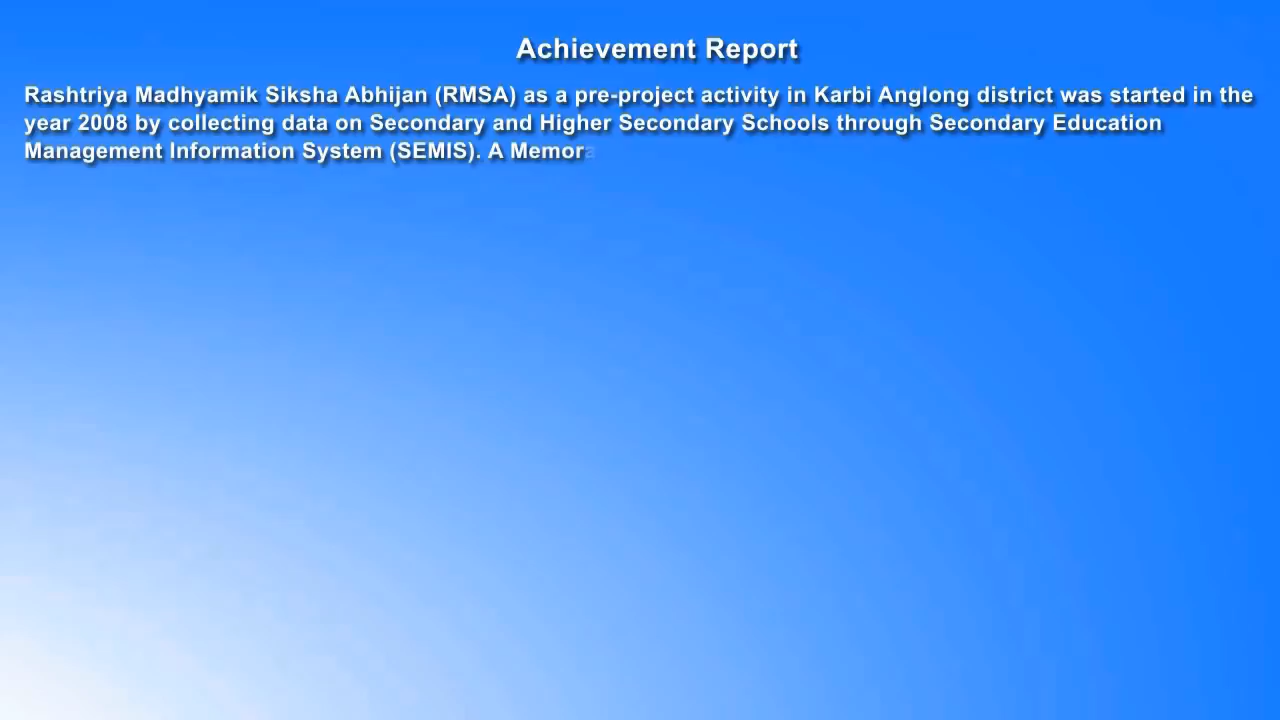 Achievement Report
Rashtriya Madhyamik Siksha Abhijan (RMSA) as a pre-project activity in Karbi Anglong district was started in the
year 2008 by collecting data on Secondary and Higher Secondary Schools through Secondary Education
Management Information System (SEMIS). A Memora